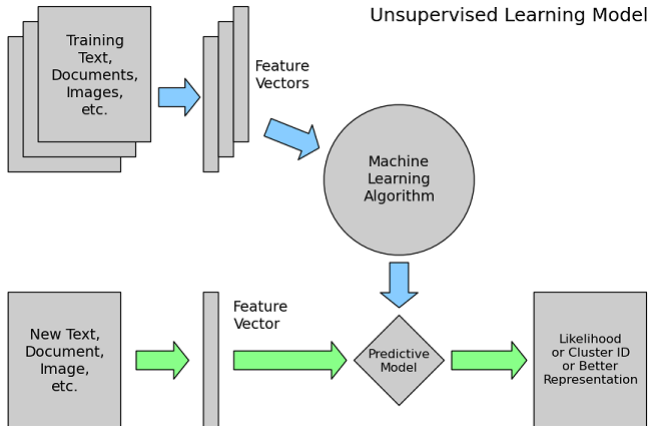 Unsupervised Learning Model
Training
Text,
Documents,
Images,
etc.
Feature
Vectors
Machine
Learning
Algorithm
New Text,
Document,
Image,
etc.
Feature
Vector
Predictive
Model
Likelihood
or Cluster ID
or Better
Representation